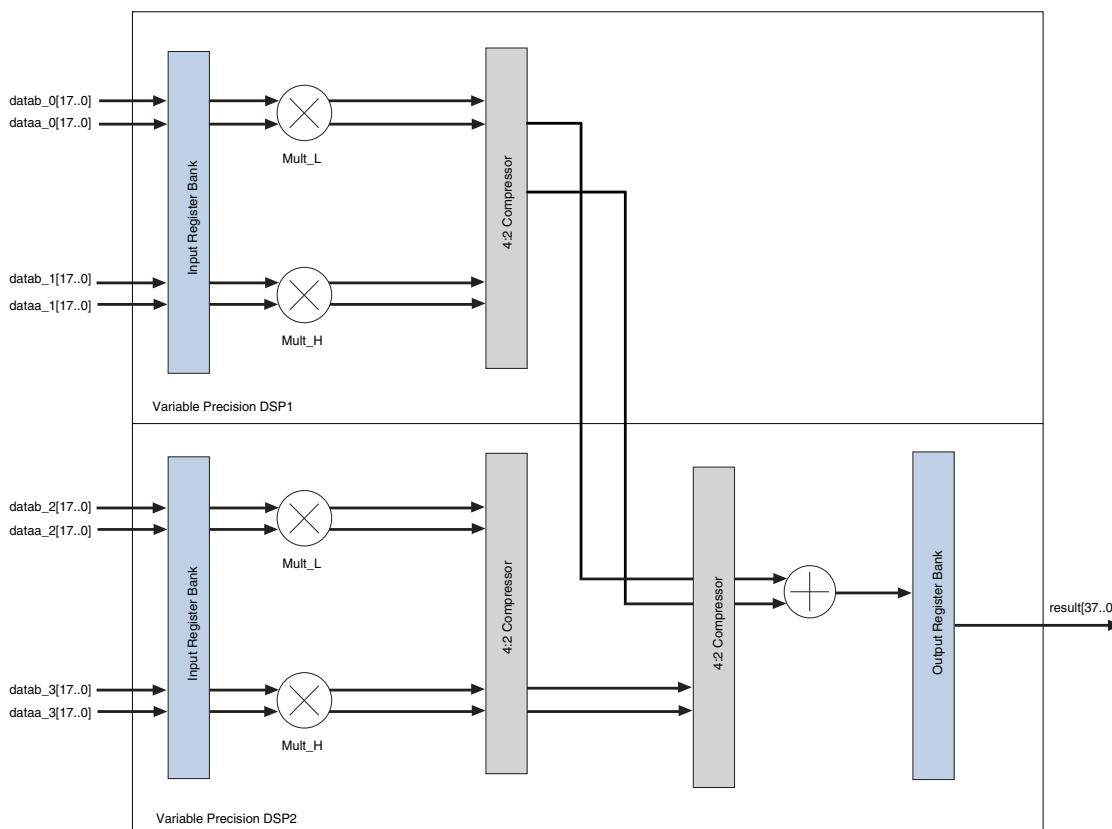 datab_0[17..0]
dataa_0[17..0]
Input Register Bank
Mult_L
4:2 Compressor
datab_1[17..0]
dataa_1[17..0]
Mult_H
Variable Precision DSP1
datab_2[17..0]
dataa_2[17..0]
Input Register Bank
Mult_L
4:2 Compressor
4:2 Compressor
Output Register Bank
result[37..0
datab_3[17..0]
dataa_3[17..0]
Mult_H
Variable Precision DSP2